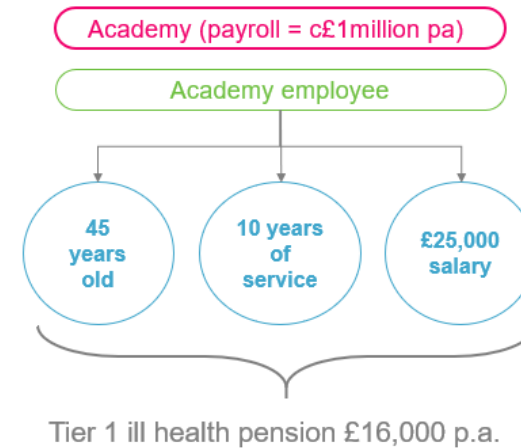 Academy (payroll = c£1million pa)
Academy employee
45
years
old
10 years
of
service
£25,000
salary
Tier 1 ill health pension £16,000 p.a.